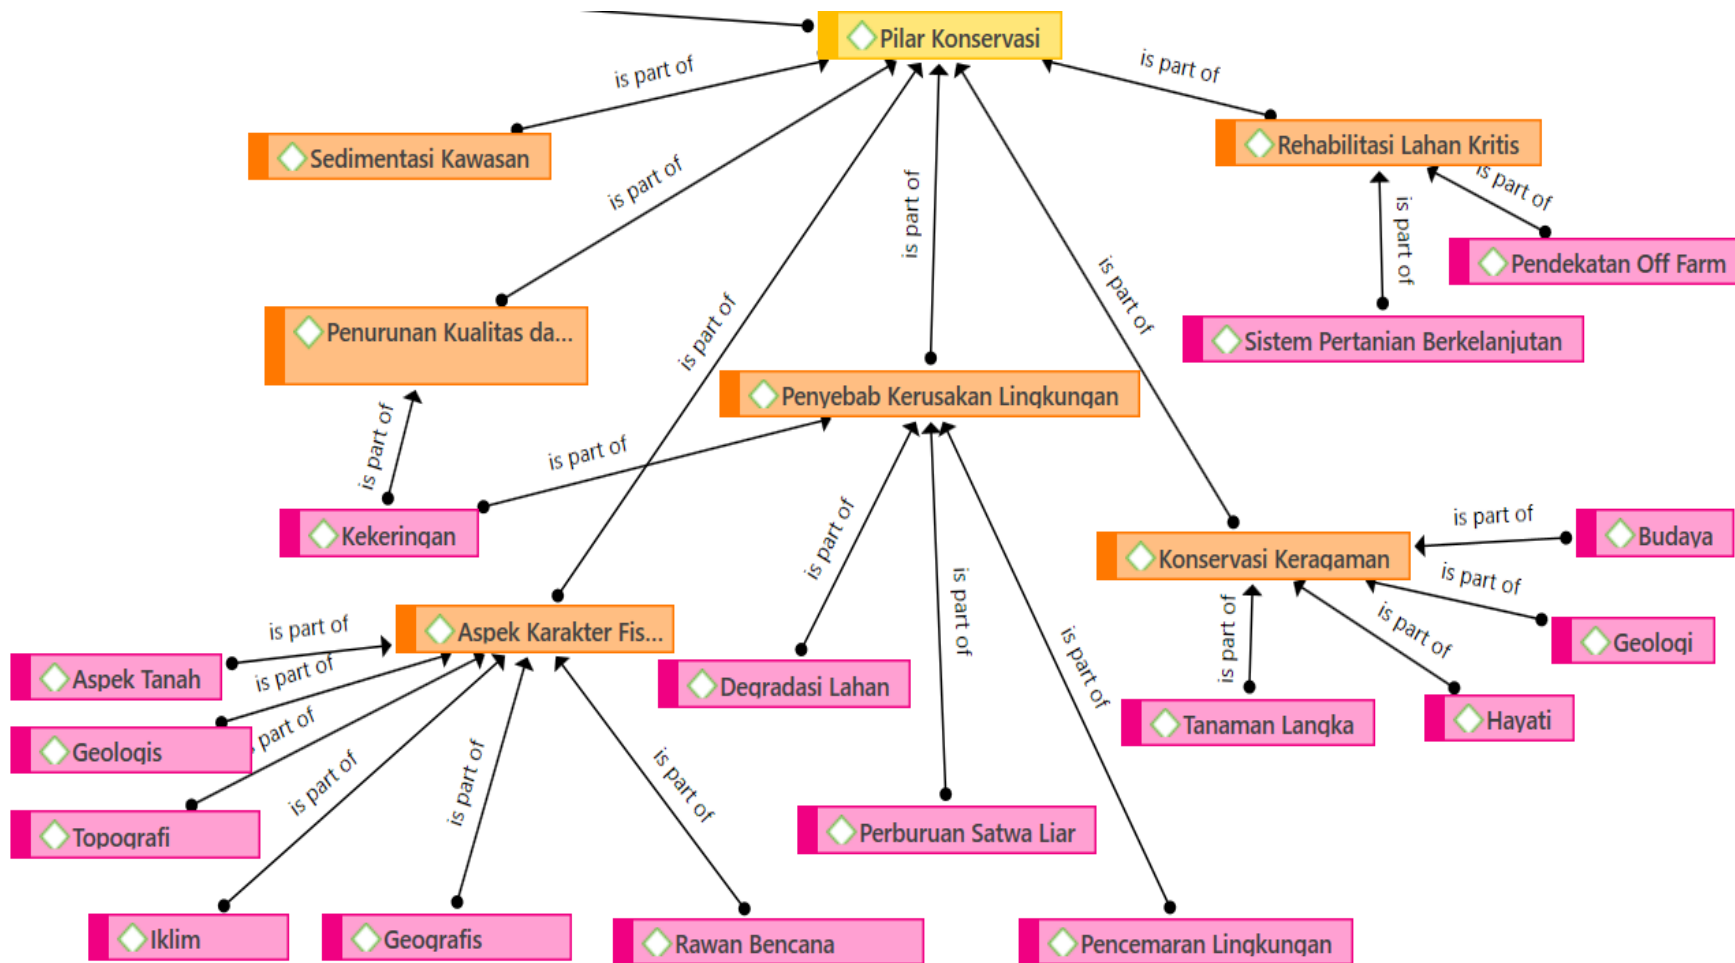 Pilar Konservasi
is part of
is part of
Sedimentasi Kawasan
Rehabilitasi Lahan Kritis
is part of
is part of
is part of
is part of
Pendekatan Off Farm
is part of
is part of
Penurunan Kualitas da...
Sistem Pertanian Berkelanjutan
Penyebab Kerusakan Lingkungan
is part of
is part of
Kekeringan
is part of
Budaya
Konservasi Keragaman
is part of
is part of
is part of
is part of
is part of
is part of
is part of
Aspek Karakter Fis...
Geologi
Aspek Tanah
is part of
Degradasi Lahan
Tanaman Langka
Hayati
Geologis
is part of
is part of
is part of
is part of
Topografi
Perburuan Satwa Liar
Iklim
Geografis
Rawan Bencana
Pencemaran Lingkungan